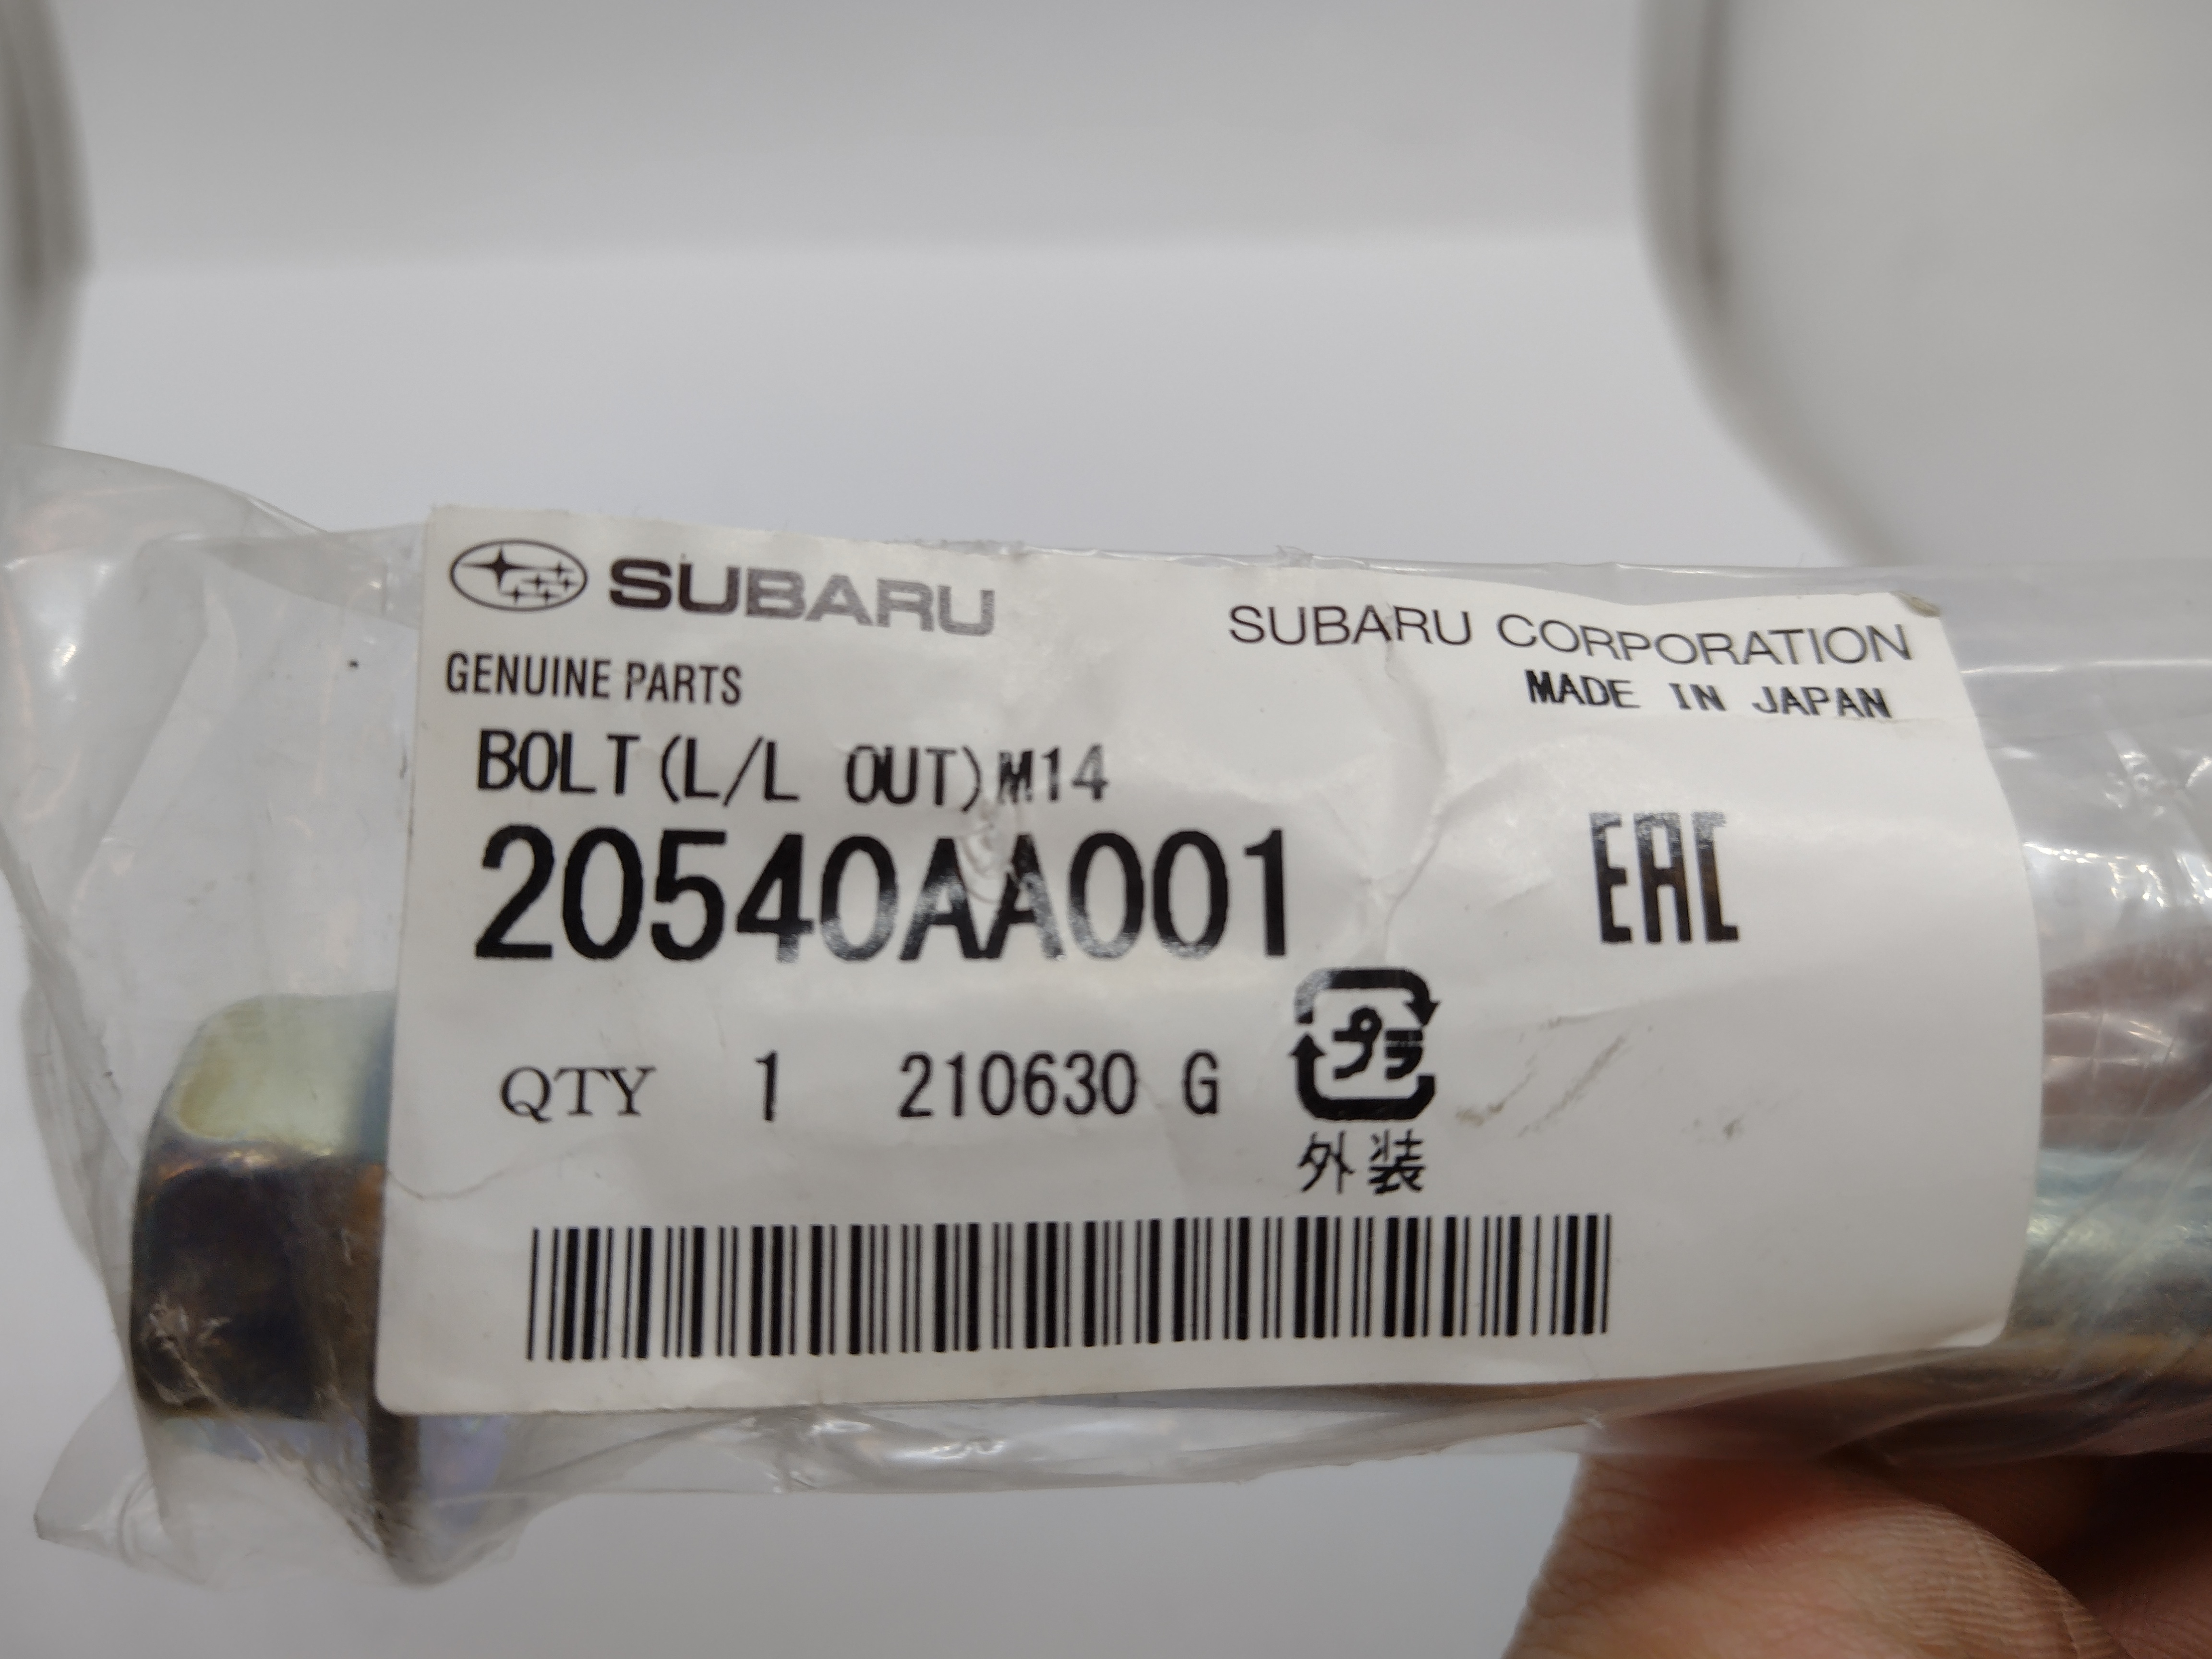 SUBARU
SUBARU CORPORATION
GENUINE PARTS
MADE IN JAPAN
BOLT(L/L OUT)M14
20540AA001
EAC
QTY 1 210630 G
プラ
外装